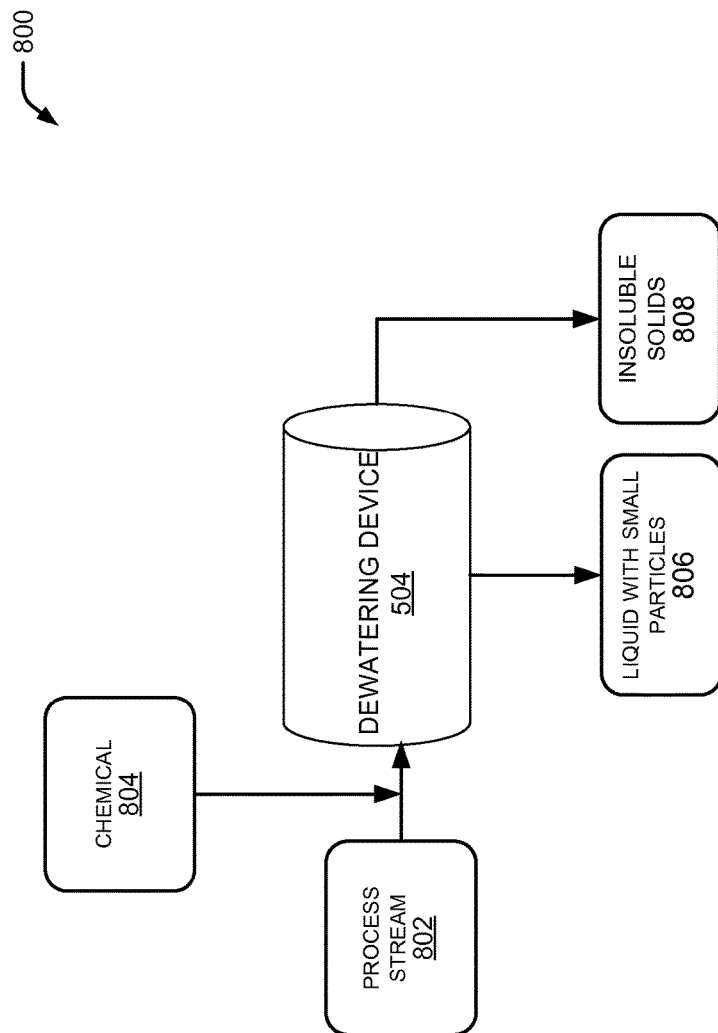 800
CHEMICAL
804
PROCESS
STREAM
802
DEWATERING DEVICE
504
LIQUID WITH SMALL
PARTICLES
806
INSOLUBLE
SOLIDS
808